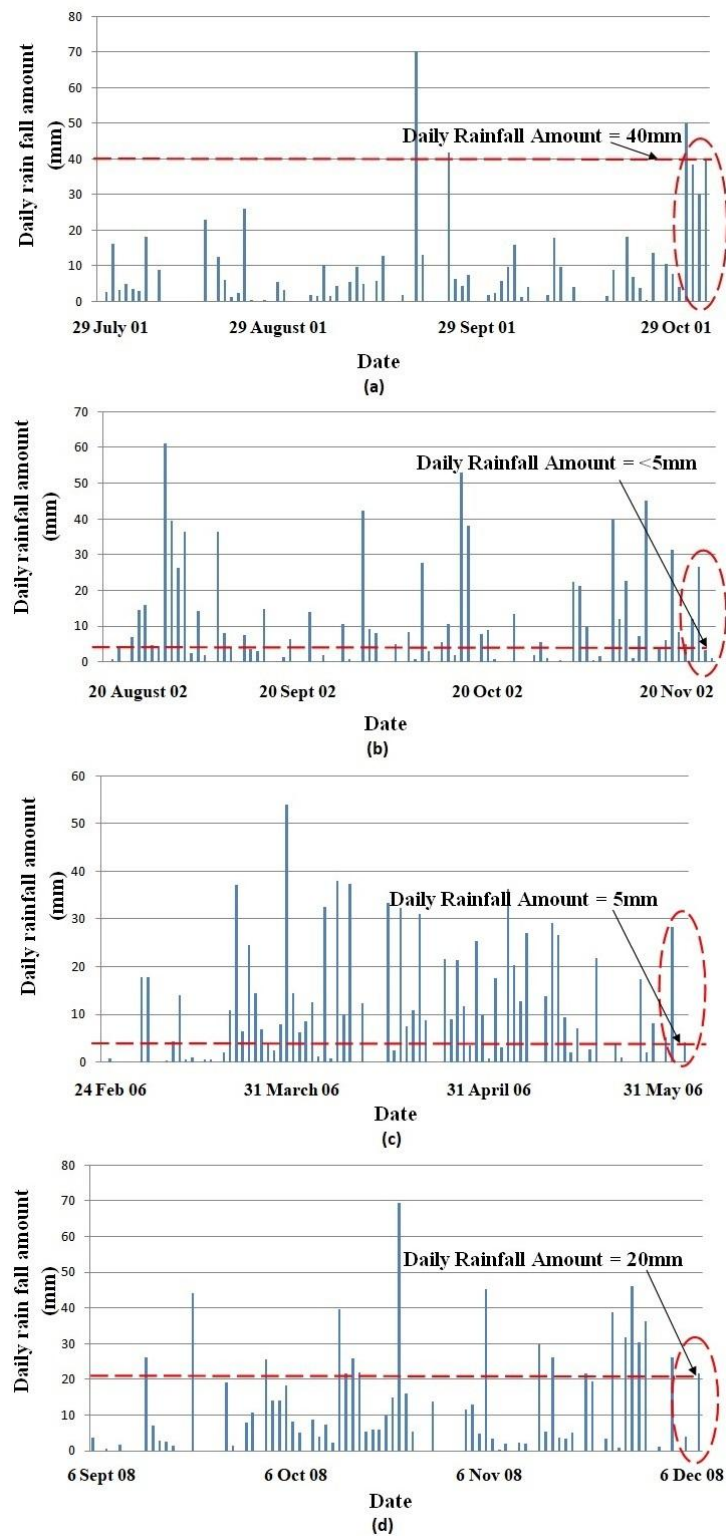 80
70
60
50
40
30
20
10
0
Daily rain fall amount
(mm)
Daily Rainfall Amount = 40mm
29 July 01 29 August 01 29 Sept 01 29 Oct 01
Date
(a)
70
60
50
40
30
20
10
0
Daily rainfall amount
(mm)
Daily Rainfall Amount = <5mm
20 August 02 20 Sept 02 20 Oct 02 20 Nov 02
Date
(b)
60
50
40
30
20
10
0
Daily rainfall amount
(mm)
Daily Rainfall Amount = 5mm
24 Feb 06 31 March 06 31 April 06 31 May 06
Date
(c)
80
70
60
50
40
30
20
10
0
Daily rain fall amount
(mm)
Daily Rainfall Amount = 20mm
6 Sept 08 6 Oct 08 6 Nov 08 6 Dec 08
Date
(d)